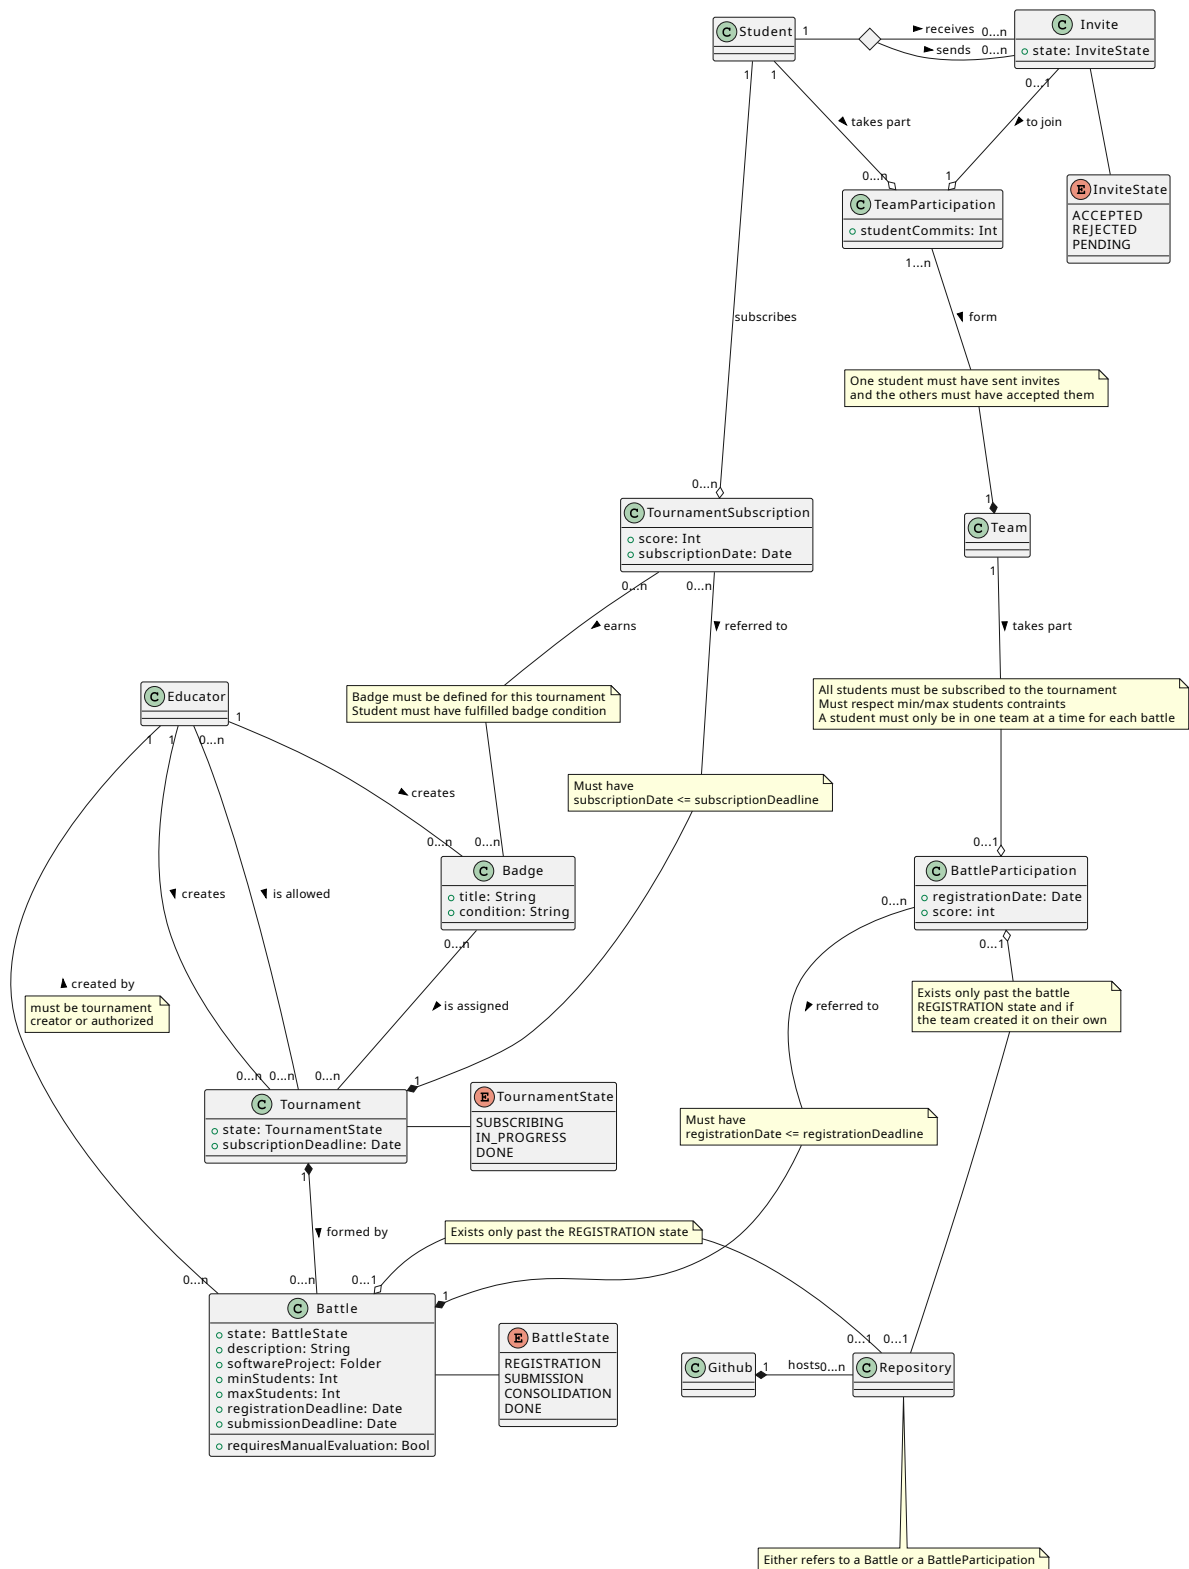 C Student
1
receives
0...n
sends
0...n
C Invite
state: InviteState
1
1
0...1
takes part
to join
0...n
1
C TeamParticipation
studentCommits: Int
E InviteState
ACCEPTED
REJECTED
PENDING
1...n
subscribes
form
One student must have sent invites
and the others must have accepted them
0...n
1
C TournamentSubscription
score: Int
subscriptionDate: Date
C Team
0...n
0...n
1
earns
referred to
takes part
C Educator
1
Badge must be defined for this tournament
Student must have fulfilled badge condition
All students must be subscribed to the tournament
Must respect min/max students contraints
A student must only be in one team at a time for each battle
1
1
0...n
creates
Must have
subscriptionDate <= subscriptionDeadline
0...n
0...n
0...1
C Badge
title: String
condition: String
C BattleParticipation
registrationDate: Date
score: int
creates
is allowed
0...n
0...n
0...1
created by
must be tournament
creator or authorized
is assigned
referred to
Exists only past the battle
REGISTRATION state and if
the team created it on their own
0...n
0...n
0...n
1
C Tournament
state: TournamentState
subscriptionDeadline: Date
E TournamentState
SUBSCRIBING
IN_PROGRESS
DONE
Must have
registrationDate <= registrationDeadline
1
formed by
Exists only past the REGISTRATION state
0...n
0...n
0...1
1
C Battle
state: BattleState
description: String
softwareProject: Folder
minStudents: Int
maxStudents: Int
registrationDeadline: Date
submissionDeadline: Date
requiresManualEvaluation: Bool
E BattleState
REGISTRATION
SUBMISSION
CONSOLIDATION
DONE
0...1
0...1
C Github
1
hosts
0...n
C Repository
Either refers to a Battle or a BattleParticipation